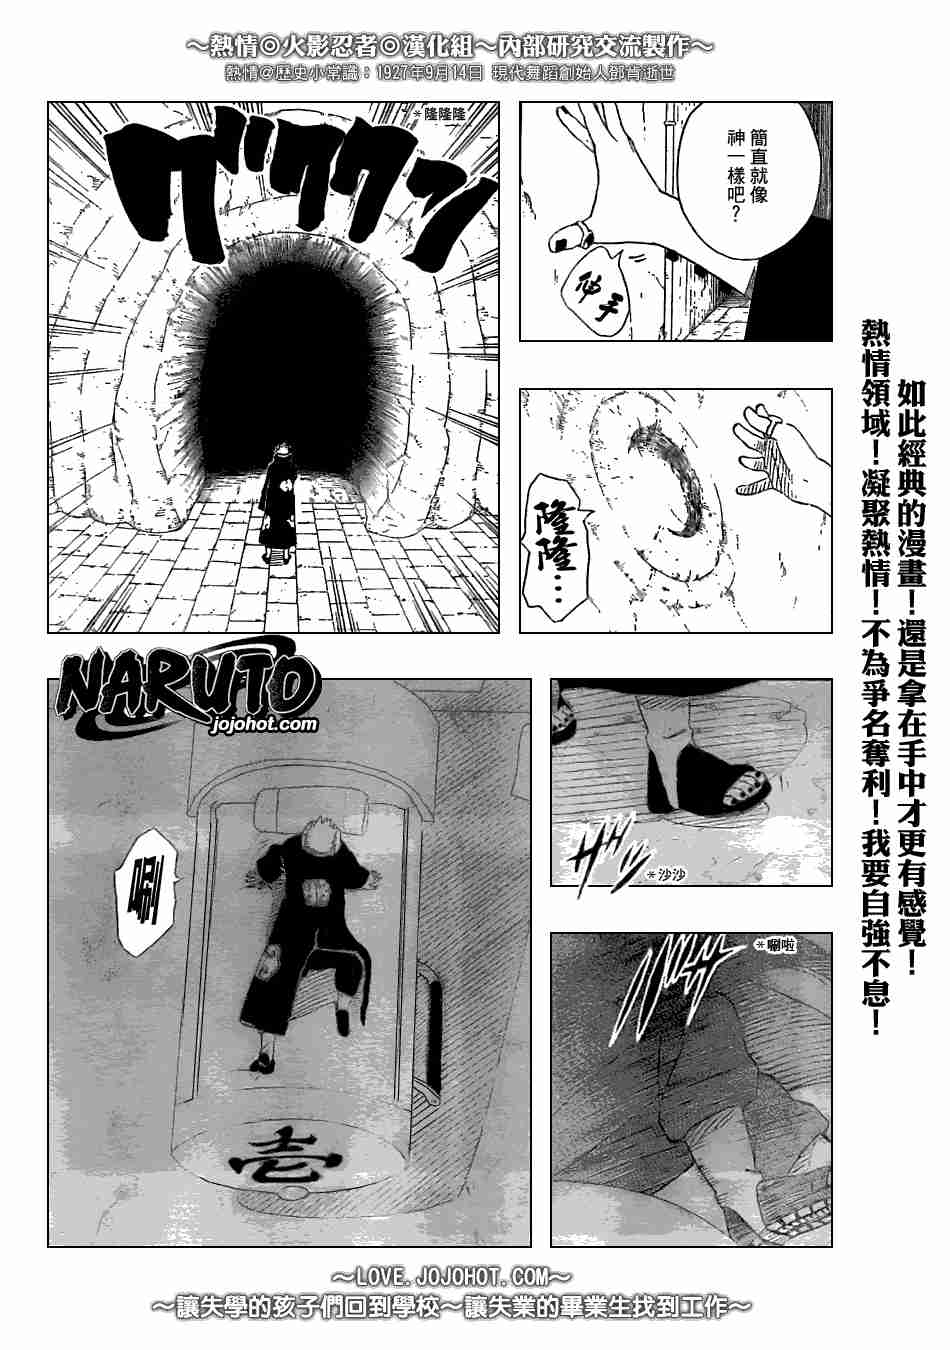 ～熱情◎火影忍者◎漢化組～內部研究交流製作～
熱情@歷史小常識：1927年9月14日 現代舞蹈創始人鄧肯逝世
簡直就像
神一樣吧？
伸手
隆隆…
*隆隆隆
グククン
如此經典的漫畫！還是拿在手中才更有感覺！
熱情領域！凝聚熱情！不為爭名奪利！我要自強不息！
*沙沙
*唰啦
NARUTO
jojohot.com
壱
～LOVE.JOJOHOT.COM～
～讓失學的孩子們回到學校～讓失業的畢業生找到工作～